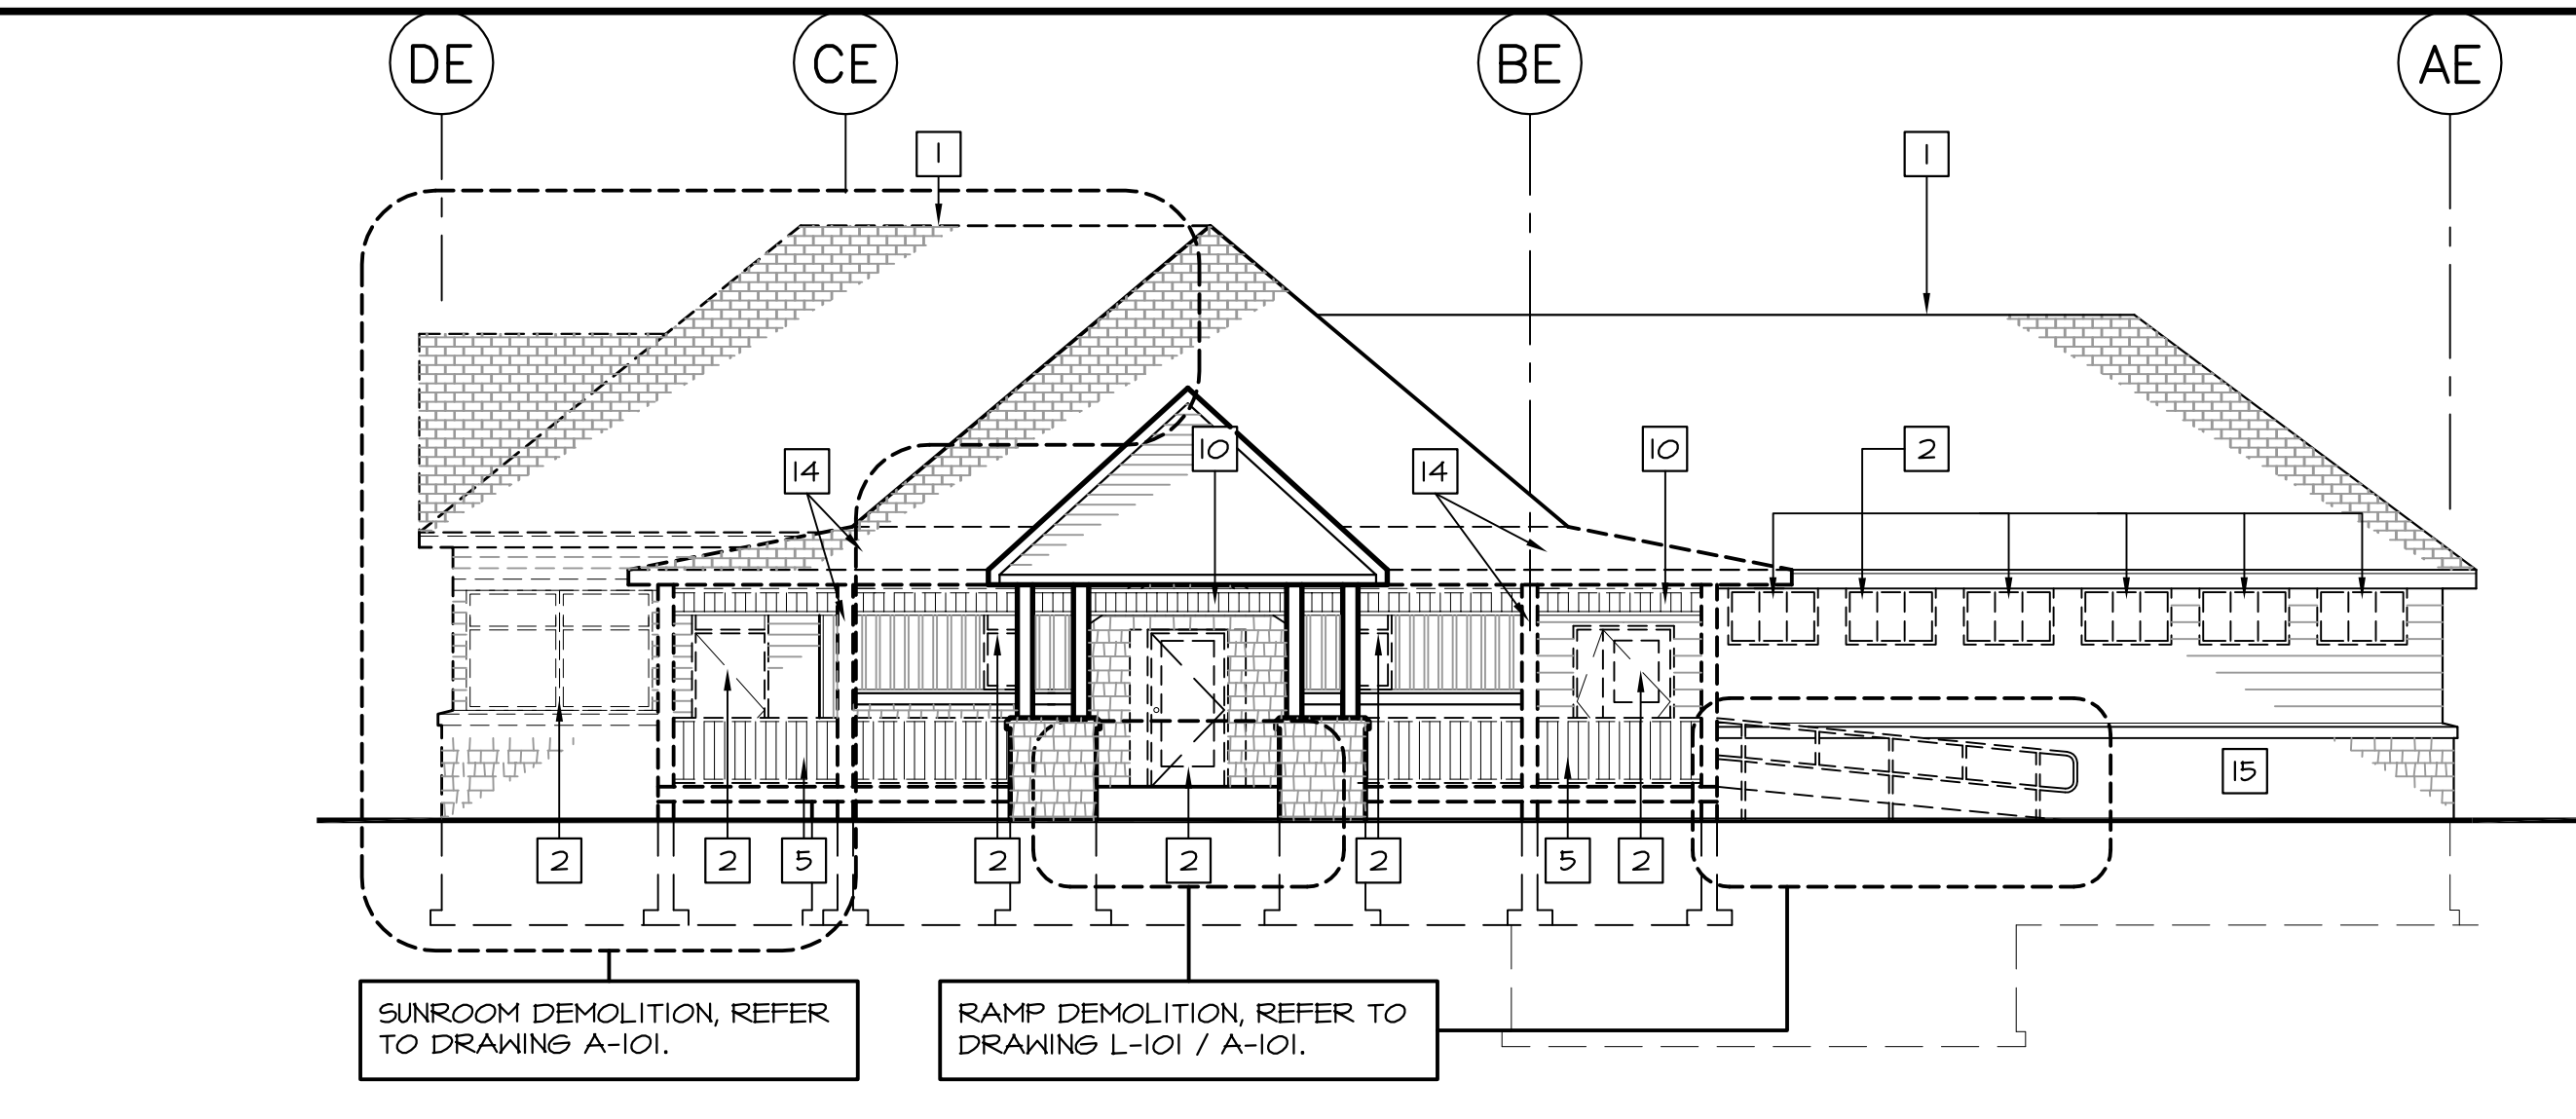 DE
CE
BE
AE
1
1
14
10
14
10
2
15
2
2
5
2
2
2
5
2
SUNROOM DEMOLITION, REFER
TO DRAWING A-101.
RAMP DEMOLITION, REFER TO
DRAWING L-101 / A-101.